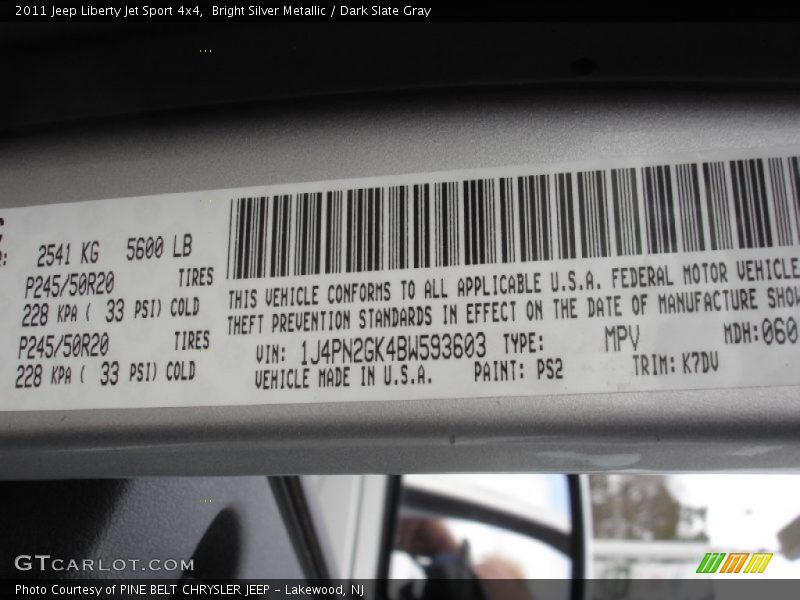 2011 Jeep Liberty Jet Sport 4x4,  Bright Silver Metallic / Dark Slate Gray
2541 KG 5600 LB
P245/50R20 TIRES
228 KPA ( 33 PSI) COLD
P245/50R20 TIRES
228 KPA ( 33 PSI) COLD
THIS VEHICLE CONFORMS TO ALL APPLICABLE U.S.A. FEDERAL MOTOR VEHICLE
THEFT PREVENTION STANDARDS IN EFFECT ON THE DATE OF MANUFACTURE
VIN: 1J4PN2GK4BW593603 TYPE: MPV MDH:060
VEHICLE MADE IN U.S.A. PAINT: PS2 TRIM: K7DV
GTCARLOT.COM
Photo Courtesy of PINE BELT CHRYSLER JEEP - Lakewood, NJ